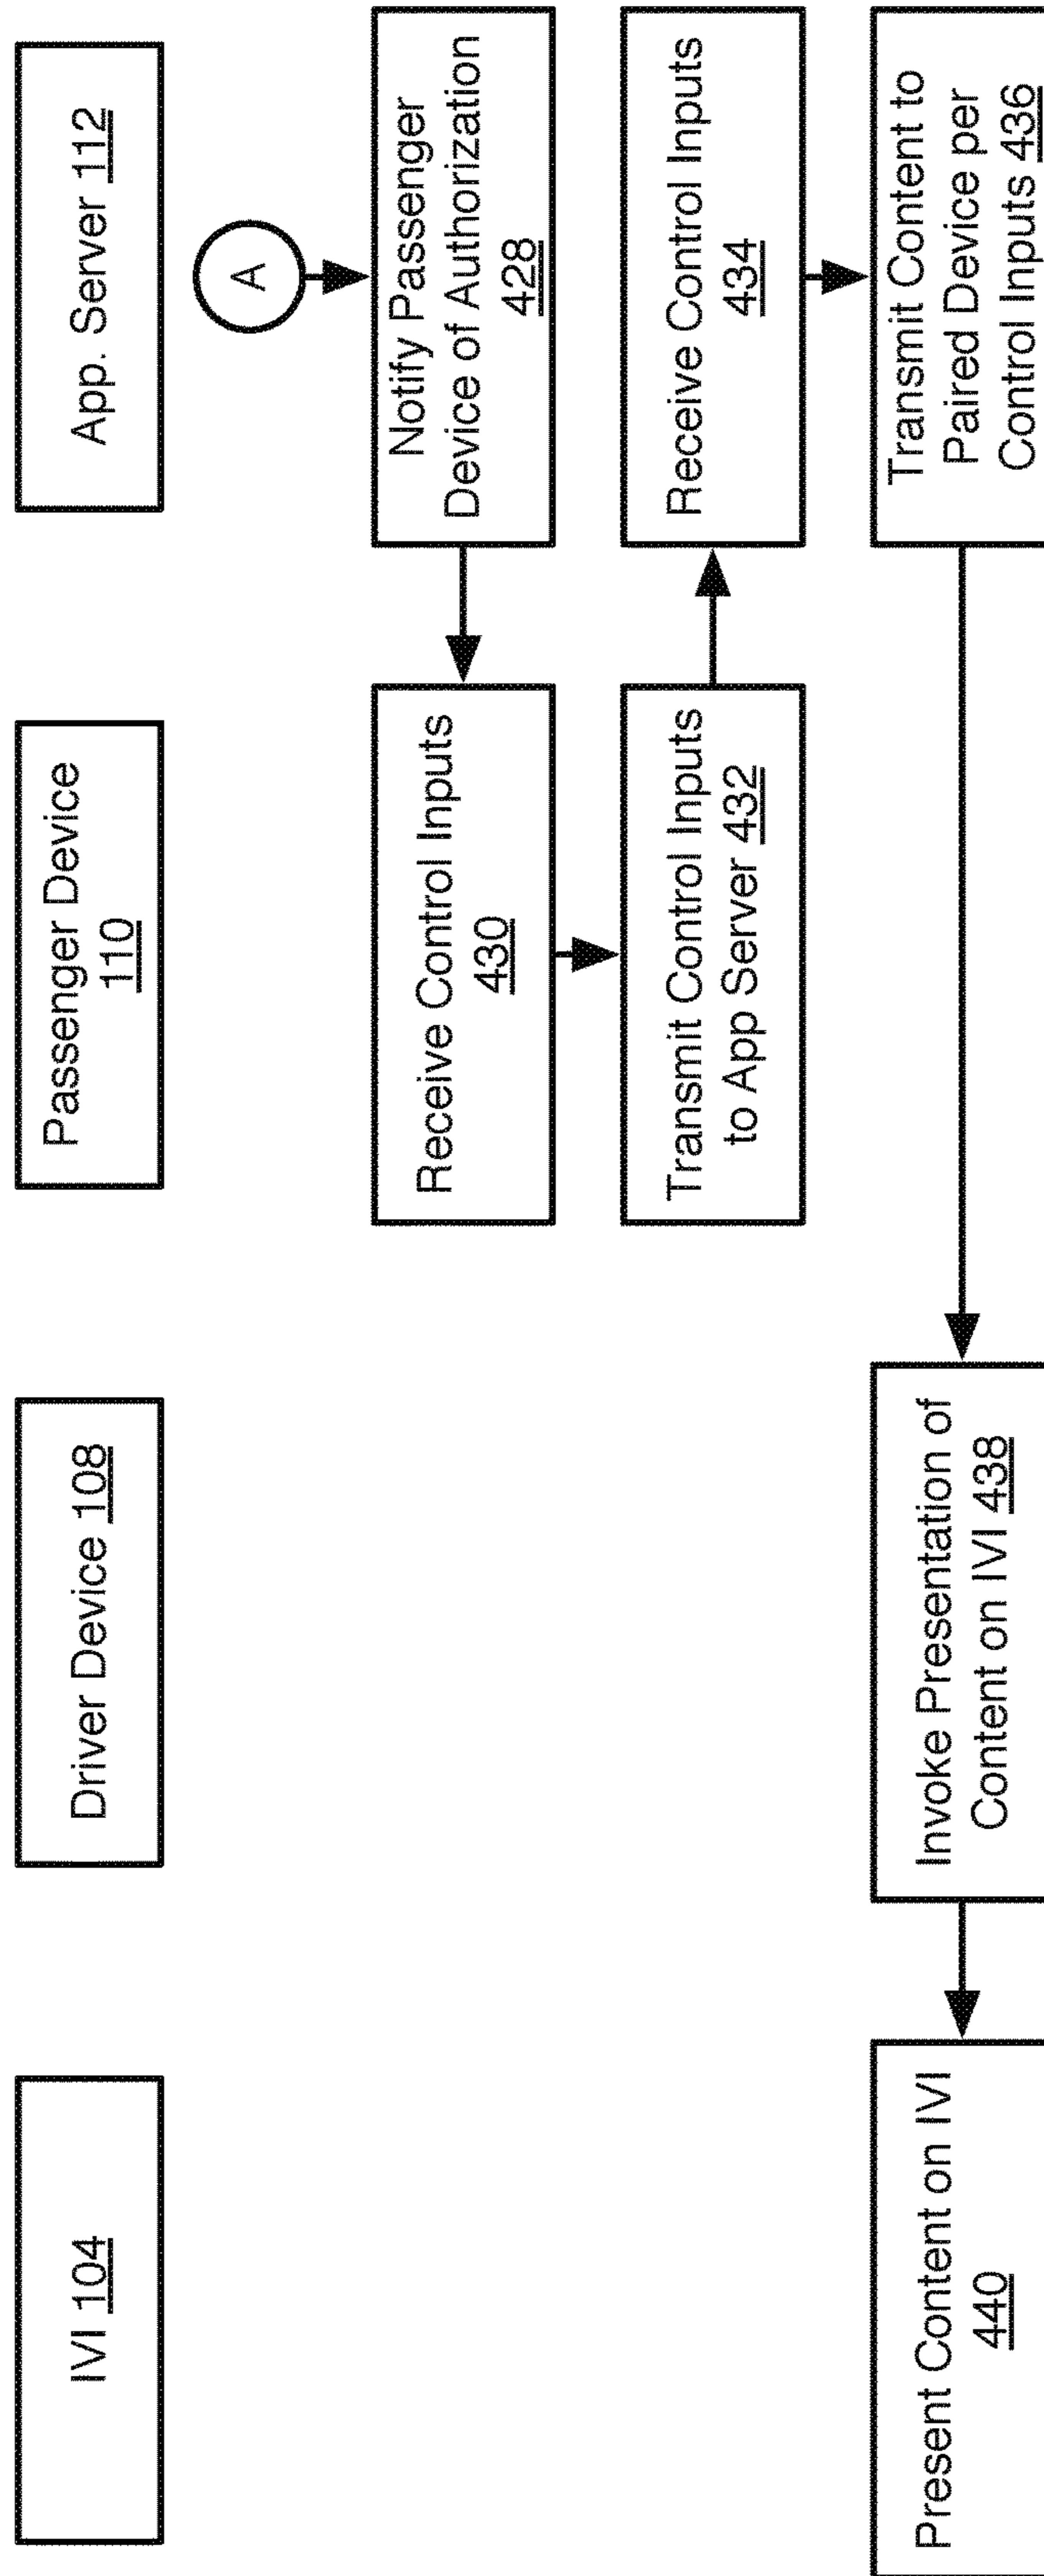 IVI 104
Driver Device 108
Passenger Device
110
App. Server 112
A
Notify Passenger
Device of Authorization
428
Receive Control Inputs
430
Transmit Control Inputs
to App Server 432
Receive Control Inputs
434
Transmit Content to
Paired Device per
Control Inputs 436
Invoke Presentation of
Content on IVI 438
Present Content on IVI
440